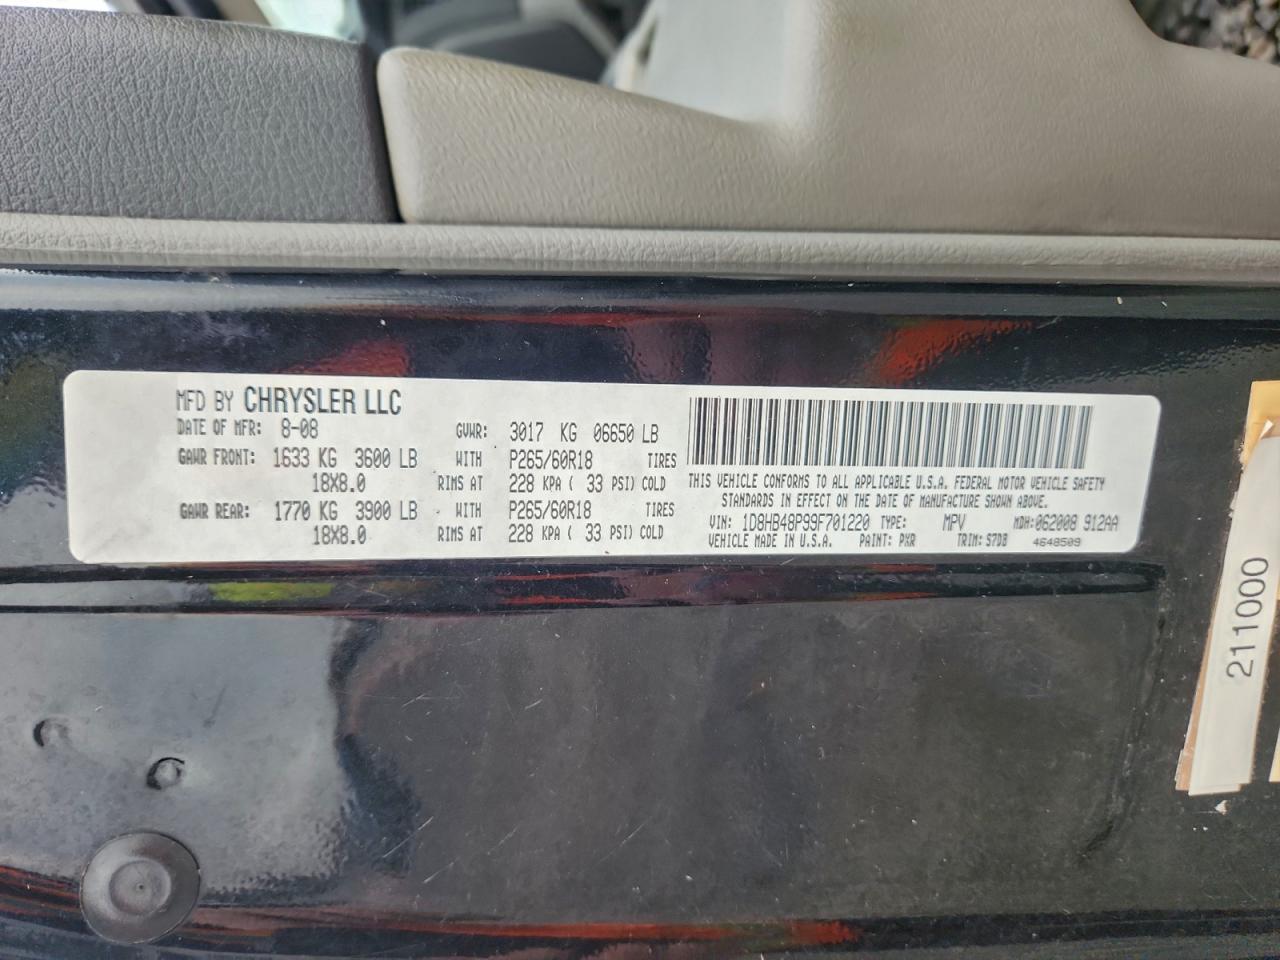 MFD BY CHRYSLER LLC
DATE OF MFR: 8-08 GVWR: 3017 KG 06650 LB
GAWR FRONT: 1633 KG 3600 LB WITH P265/60R18 TIRES
18X8.0 RIMS AT 228 KPA ( 33 PSI) COLD
GAWR REAR: 1770 KG 3900 LB WITH P265/60R18 TIRES
18X8.0 RIMS AT 228 KPA ( 33 PSI) COLD
THIS VEHICLE CONFORMS TO ALL APPLICABLE U.S.A. FEDERAL MOTOR VEHICLE SAFETY
STANDARDS IN EFFECT ON THE DATE OF MANUFACTURE SHOWN ABOVE.
VIN: 1D8HB48P99F701220 TYPE: MPV MDH:062008 912AA
VEHICLE MADE IN U.S.A. PAINT: PXR TRIM: S7DB 4648509
211000